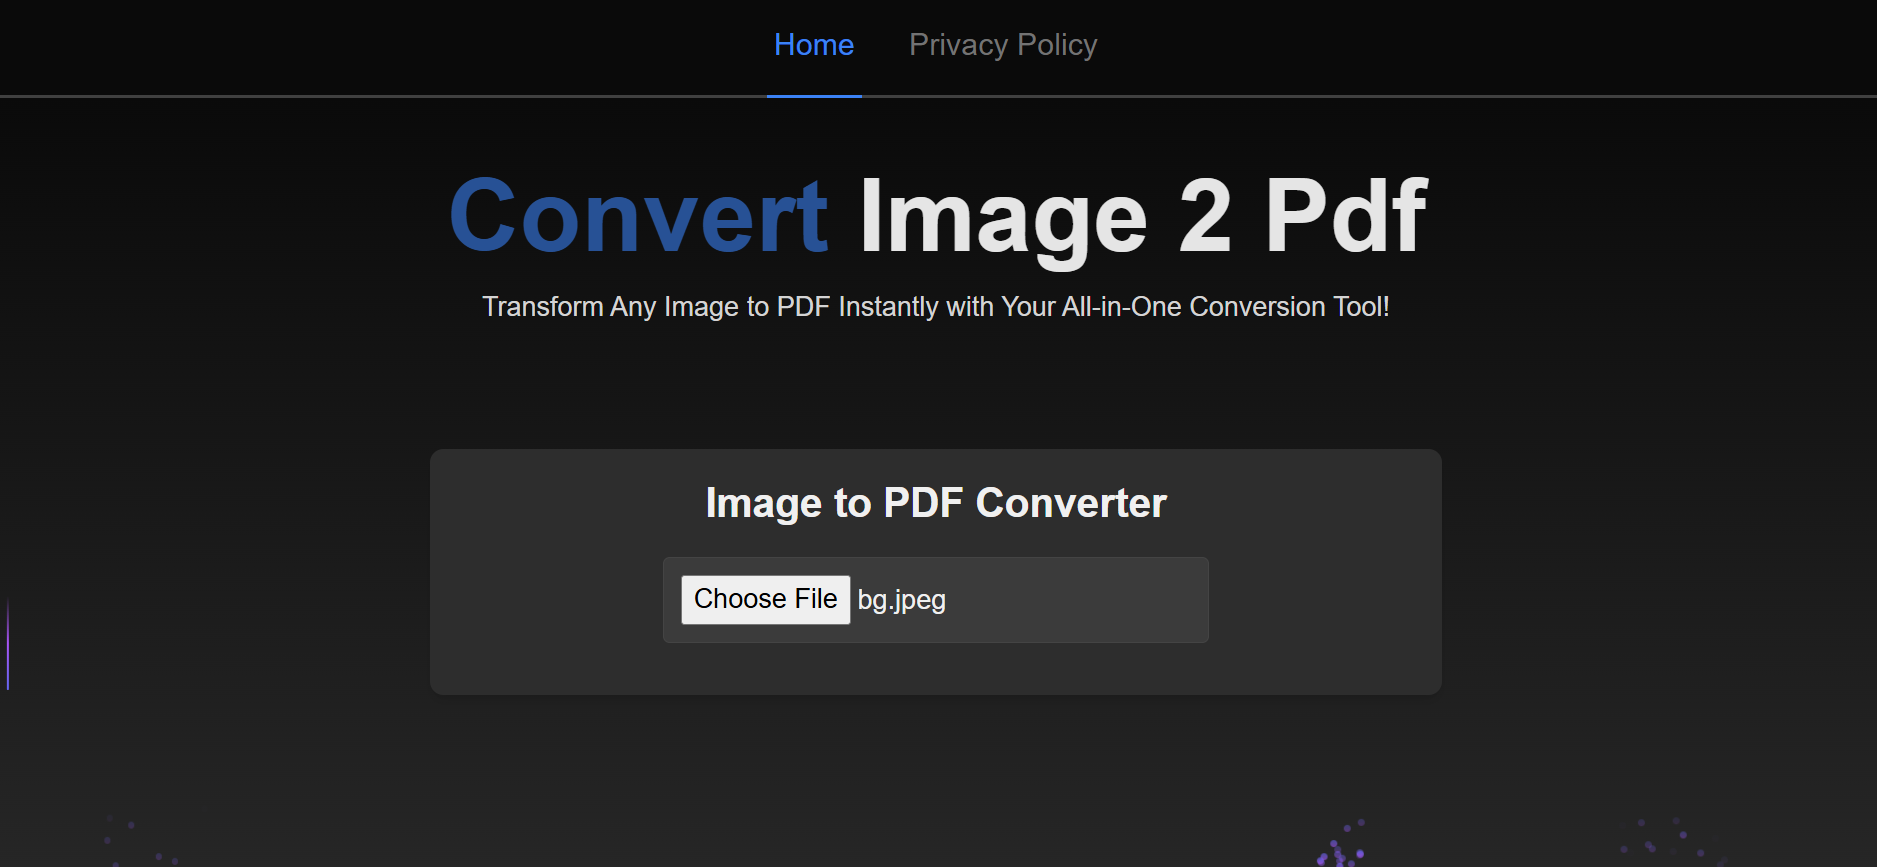 Home Privacy Policy
Convert Image 2 Pdf
Transform Any Image to PDF Instantly with Your All-in-One Conversion Tool!
Image to PDF Converter
Choose File bg.jpeg